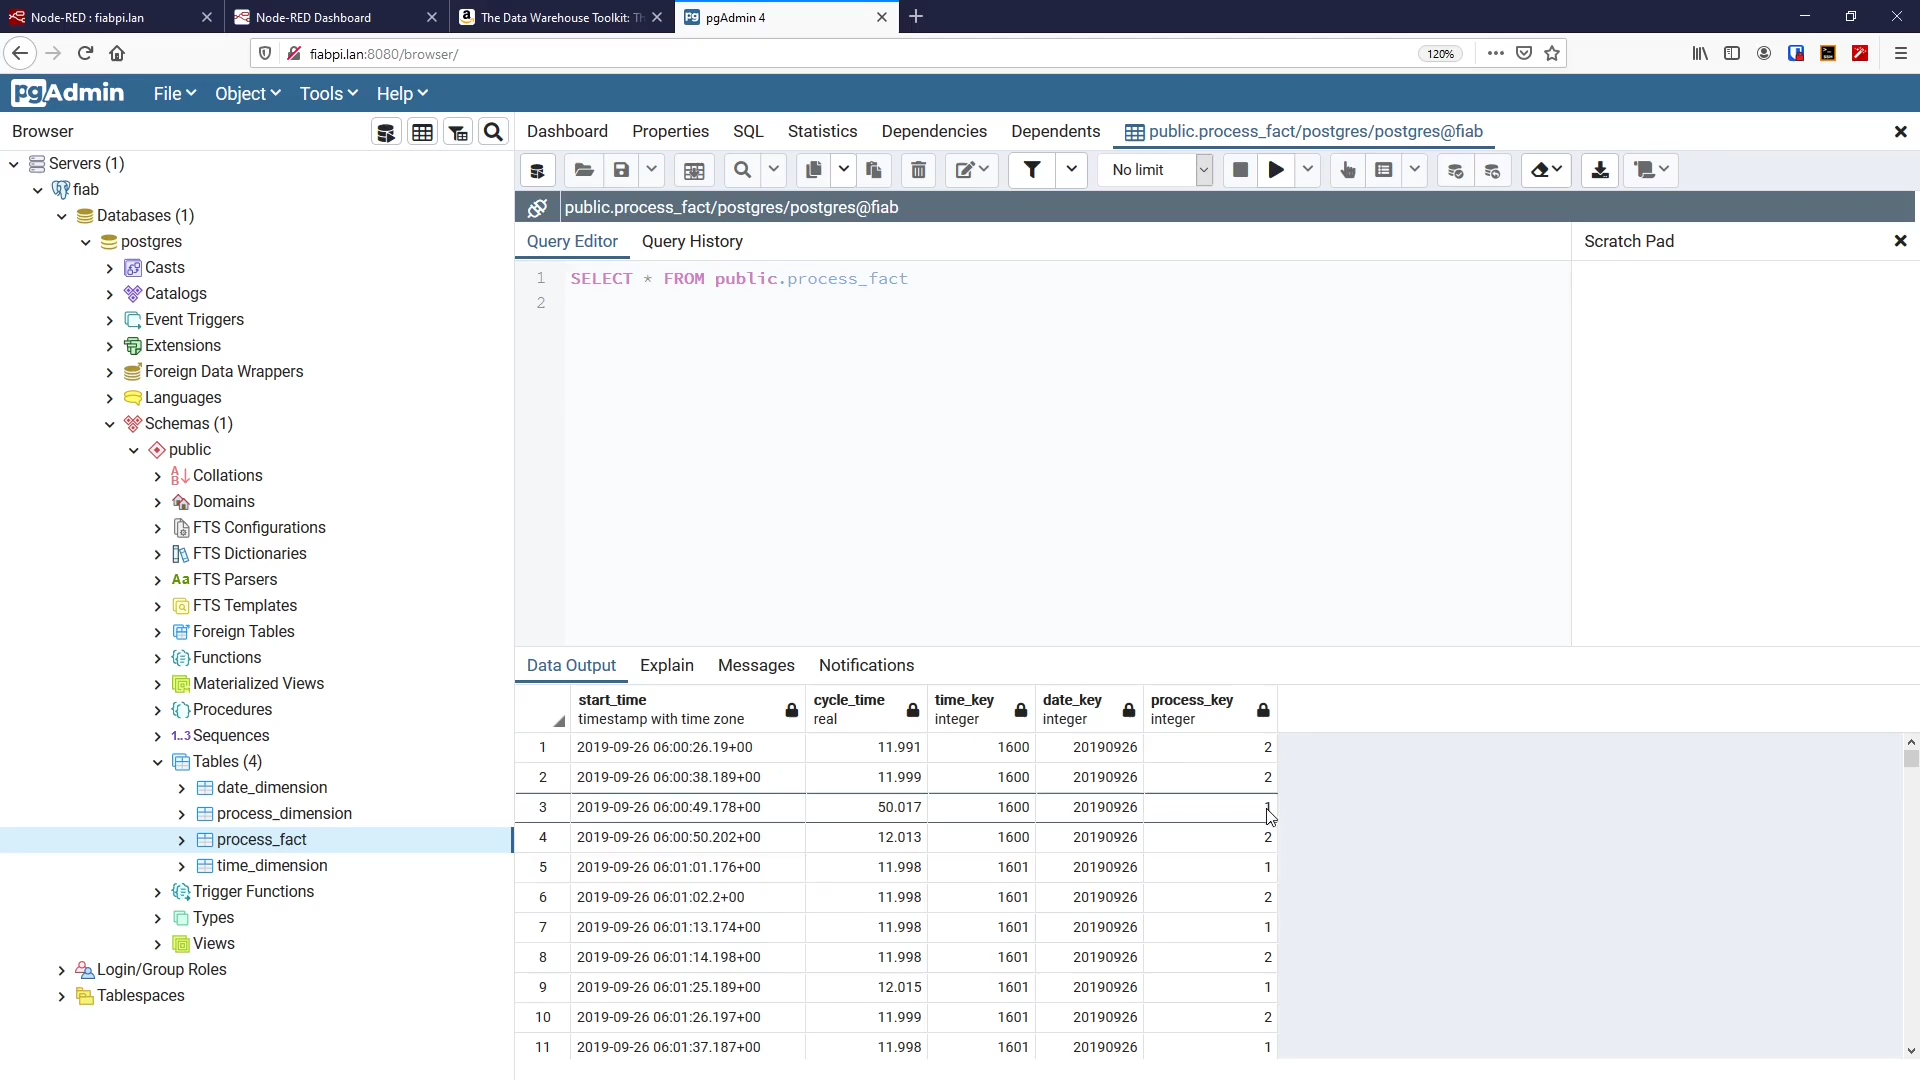 Node-RED : fiabpi.lan
Node-RED Dashboard
The Data Warehouse Toolkit: Th
pgAdmin 4
fiabpi.lan:8080/browser/
120%
pgAdmin
File
Object
Tools
Help
Browser
Dashboard
Properties
SQL
Statistics
Dependencies
Dependents
public.process_fact/postgres/postgres@fiab
No limit
public.process_fact/postgres/postgres@fiab
Query Editor
Query History
Scratch Pad
1 SELECT * FROM public.process_fact
2
Servers (1)
fiab
Databases (1)
postgres
Casts
Catalogs
Event Triggers
Extensions
Foreign Data Wrappers
Languages
Schemas (1)
public
Collations
Domains
FTS Configurations
FTS Dictionaries
Aa FTS Parsers
FTS Templates
Foreign Tables
Functions
Materialized Views
Procedures
1..3 Sequences
Tables (4)
date_dimension
process_dimension
process_fact
time_dimension
Trigger Functions
Types
Views
Login/Group Roles
Tablespaces
Data Output
Explain
Messages
Notifications
start_time cycle_time time_key date_key process_key
timestamp with time zone real integer integer integer
1 2019-09-26 06:00:26.19+00 11.991 1600 20190926 2
2 2019-09-26 06:00:38.189+00 11.999 1600 20190926 2
3 2019-09-26 06:00:49.178+00 50.017 1600 20190926 1
4 2019-09-26 06:00:50.202+00 12.013 1600 20190926 2
5 2019-09-26 06:01:01.176+00 11.998 1601 20190926 1
6 2019-09-26 06:01:02.2+00 11.998 1601 20190926 2
7 2019-09-26 06:01:13.174+00 11.998 1601 20190926 1
8 2019-09-26 06:01:14.198+00 11.998 1601 20190926 2
9 2019-09-26 06:01:25.189+00 12.015 1601 20190926 1
10 2019-09-26 06:01:26.197+00 11.999 1601 20190926 2
11 2019-09-26 06:01:37.187+00 11.998 1601 20190926 1